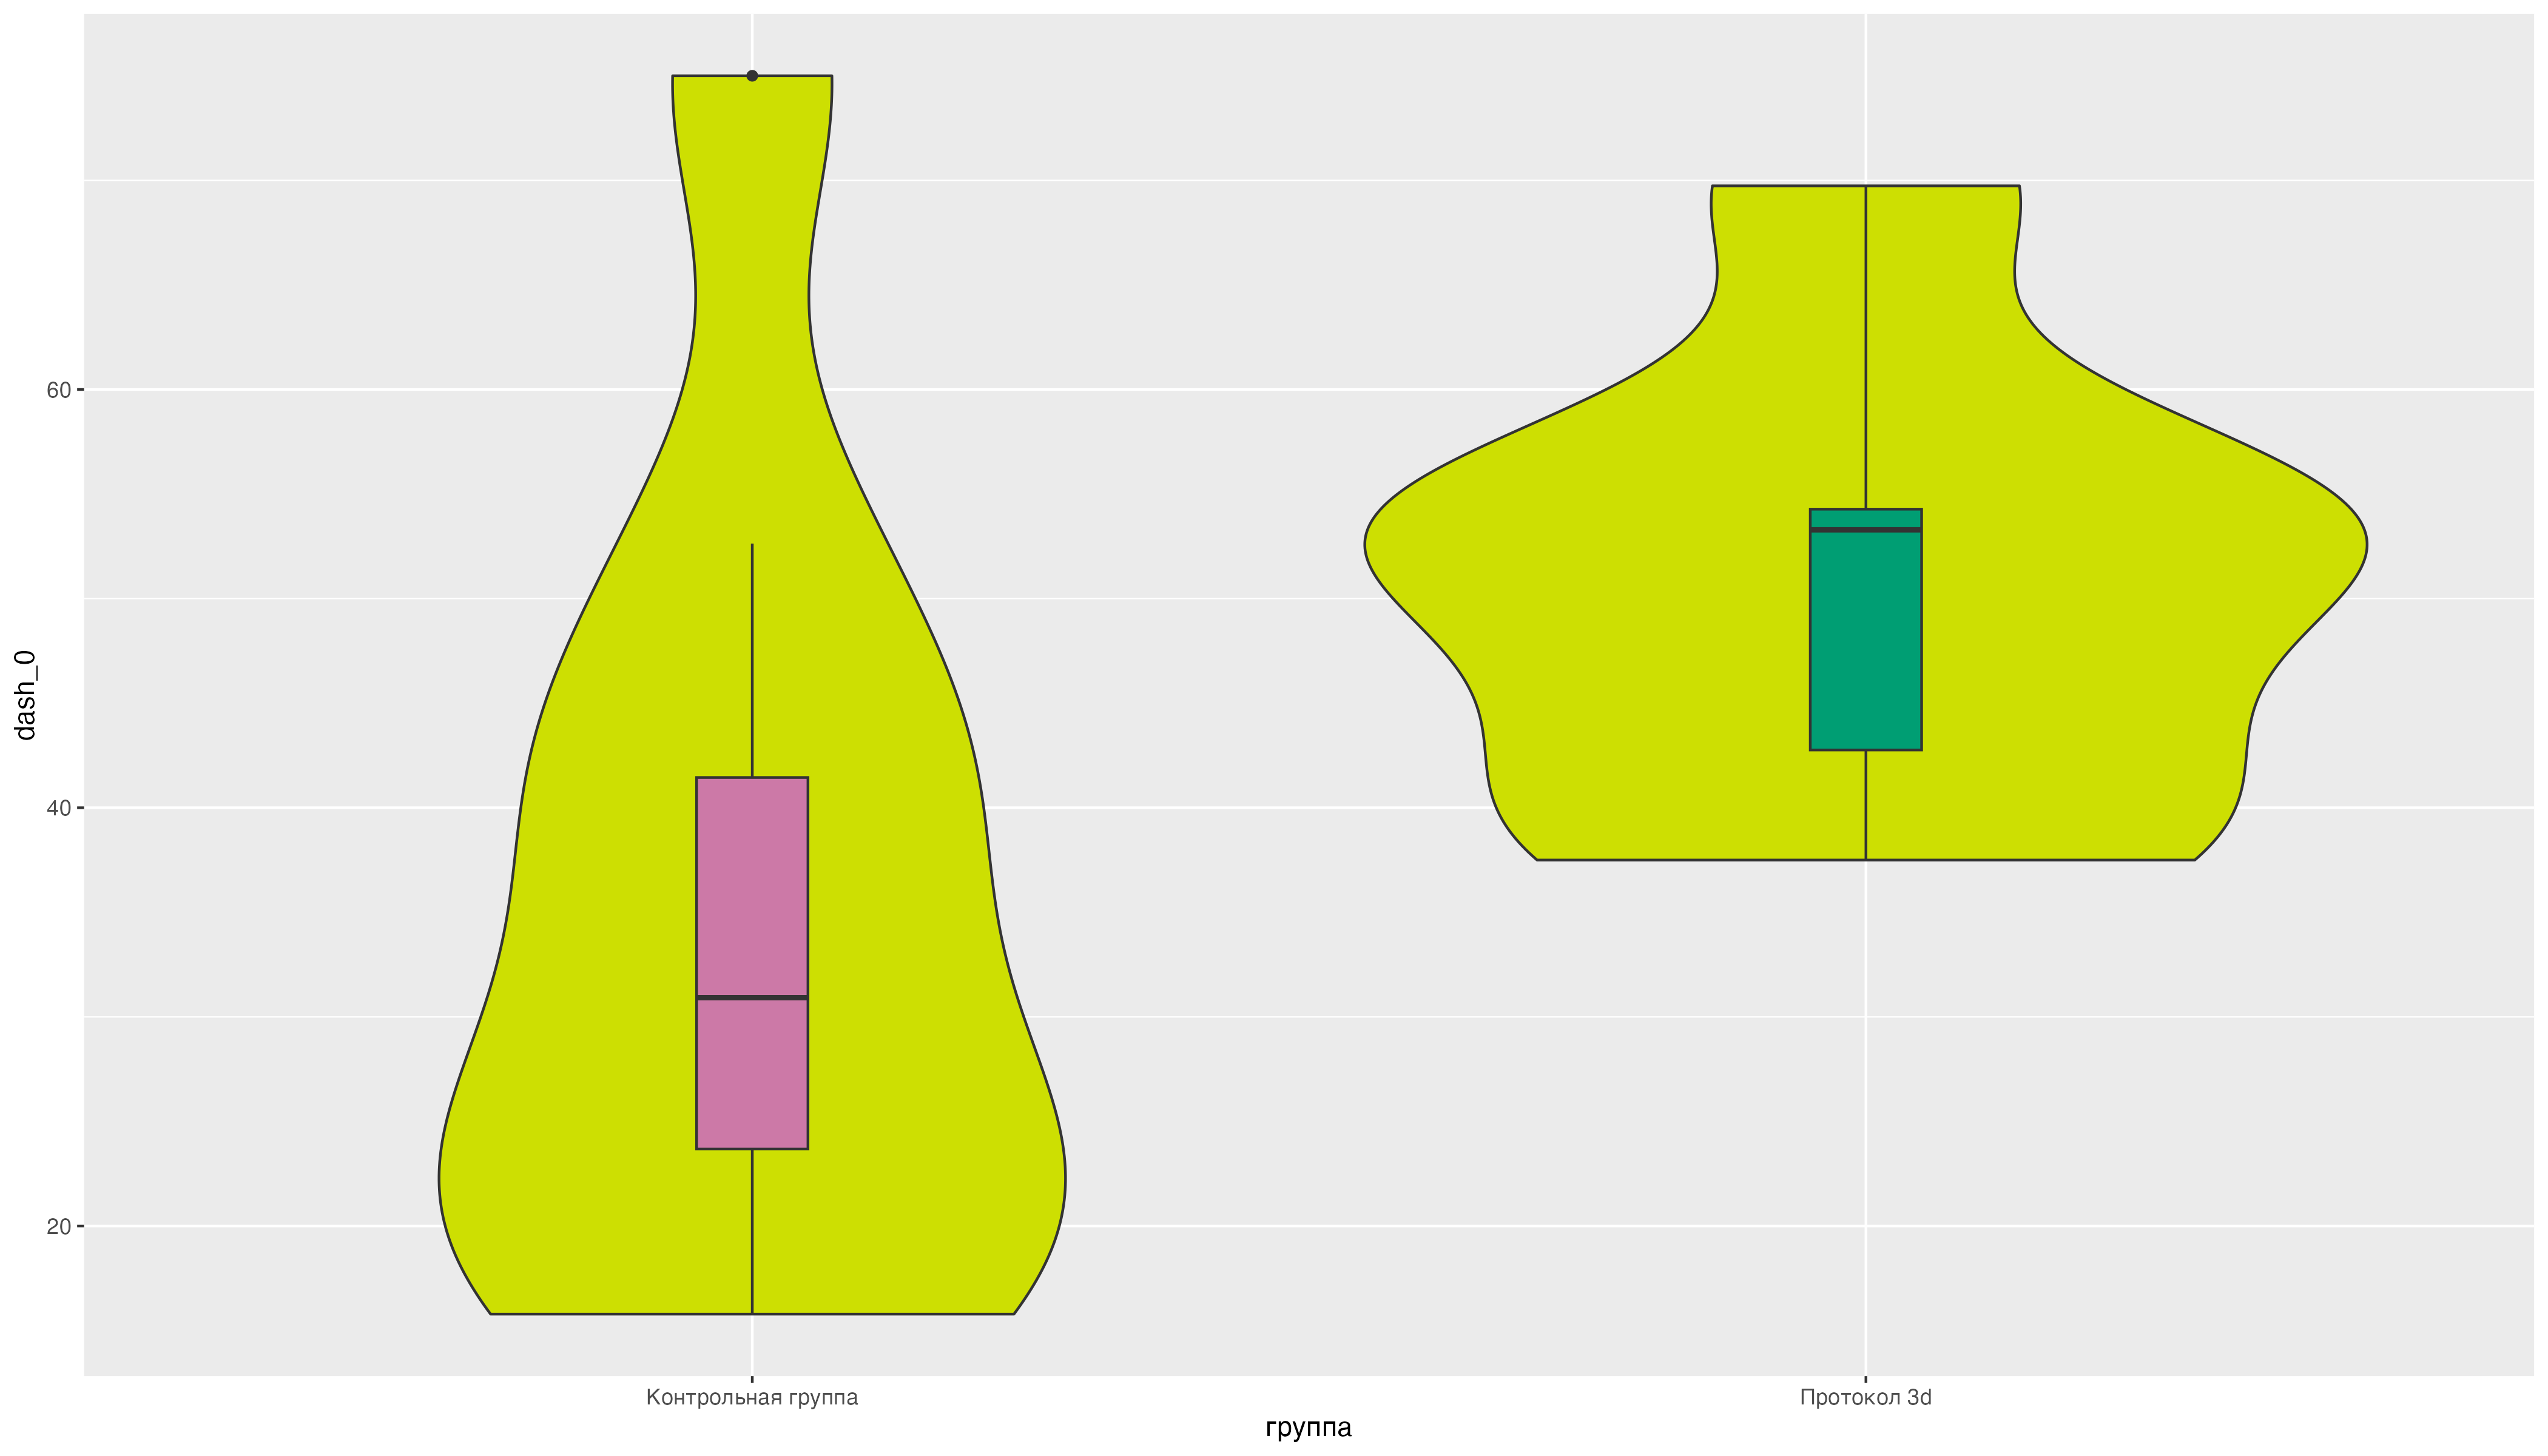 dash_0
60
40
20
Контрольная группа
Протокол 3d
группа